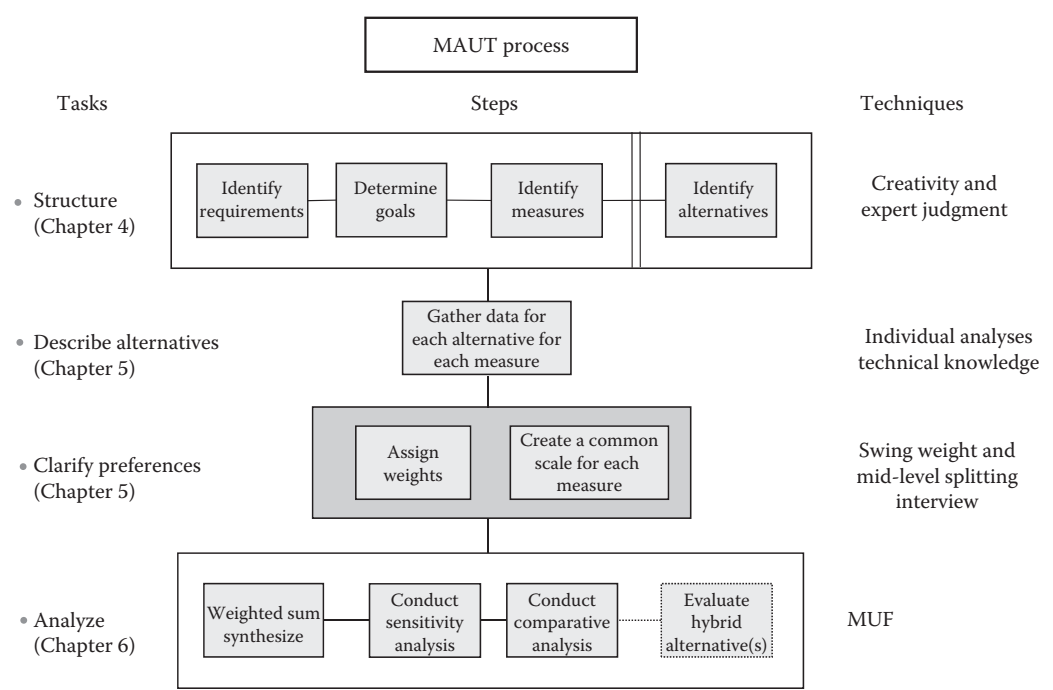 MAUT process
Tasks
Steps
Techniques
• Structure
(Chapter 4)
Identify
requirements
Determine
goals
Identify
measures
Identify
alternatives
Creativity and
expert judgment
• Describe alternatives
(Chapter 5)
Gather data for
each alternative for
each measure
Individual analyses
technical knowledge
• Clarify preferences
(Chapter 5)
Assign
weights
Create a common
scale for each
measure
Swing weight and
mid-level splitting
interview
• Analyze
(Chapter 6)
Weighted sum
synthesize
Conduct
sensitivity
analysis
Conduct
comparative
analysis
Evaluate
hybrid
alternative(s)
MUF